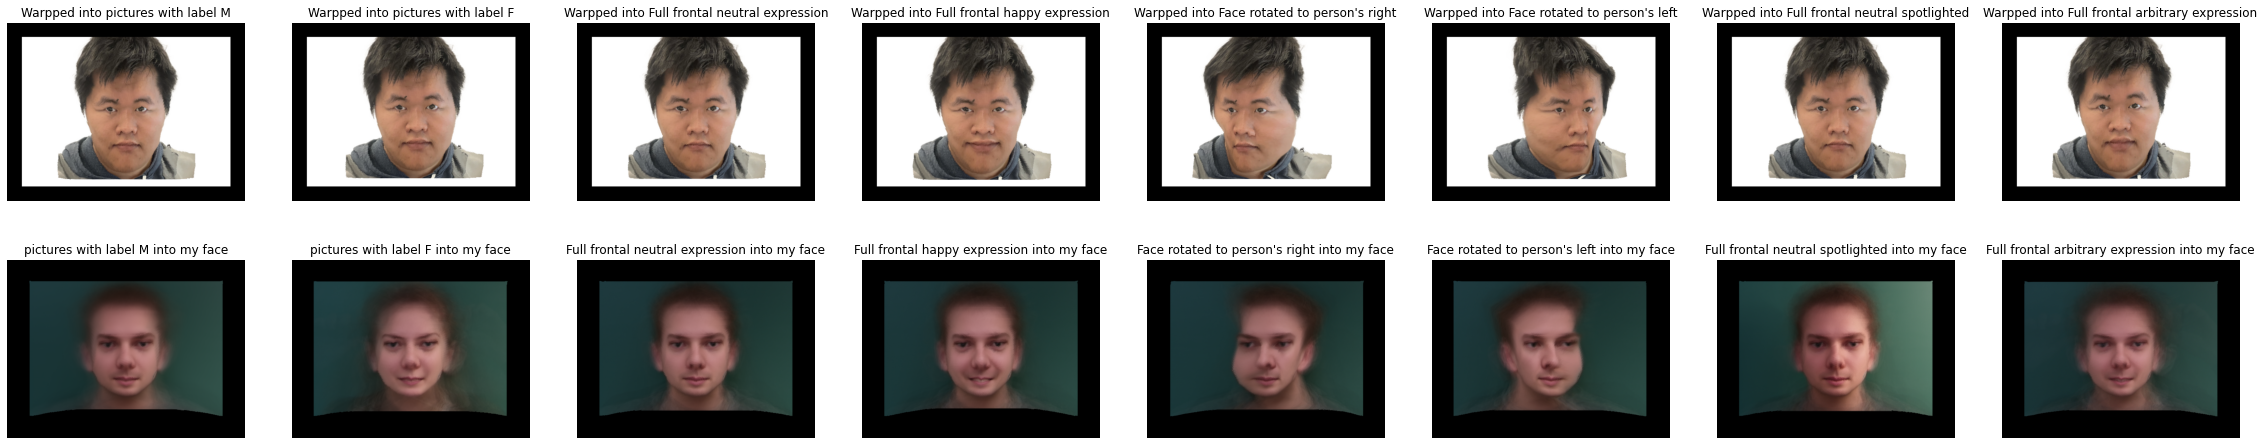 Warpped into pictures with label M
Warpped into pictures with label F
Warpped into Full frontal neutral expression
Warpped into Full frontal happy expression
Warpped into Face rotated to person's right
Warpped into Face rotated to person's left
Warpped into Full frontal neutral spotlighted
Warpped into Full frontal arbitrary expression
pictures with label M into my face
pictures with label F into my face
Full frontal neutral expression into my face
Full frontal happy expression into my face
Face rotated to person's right into my face
Face rotated to person's left into my face
Full frontal neutral spotlighted into my face
Full frontal arbitrary expression into my face